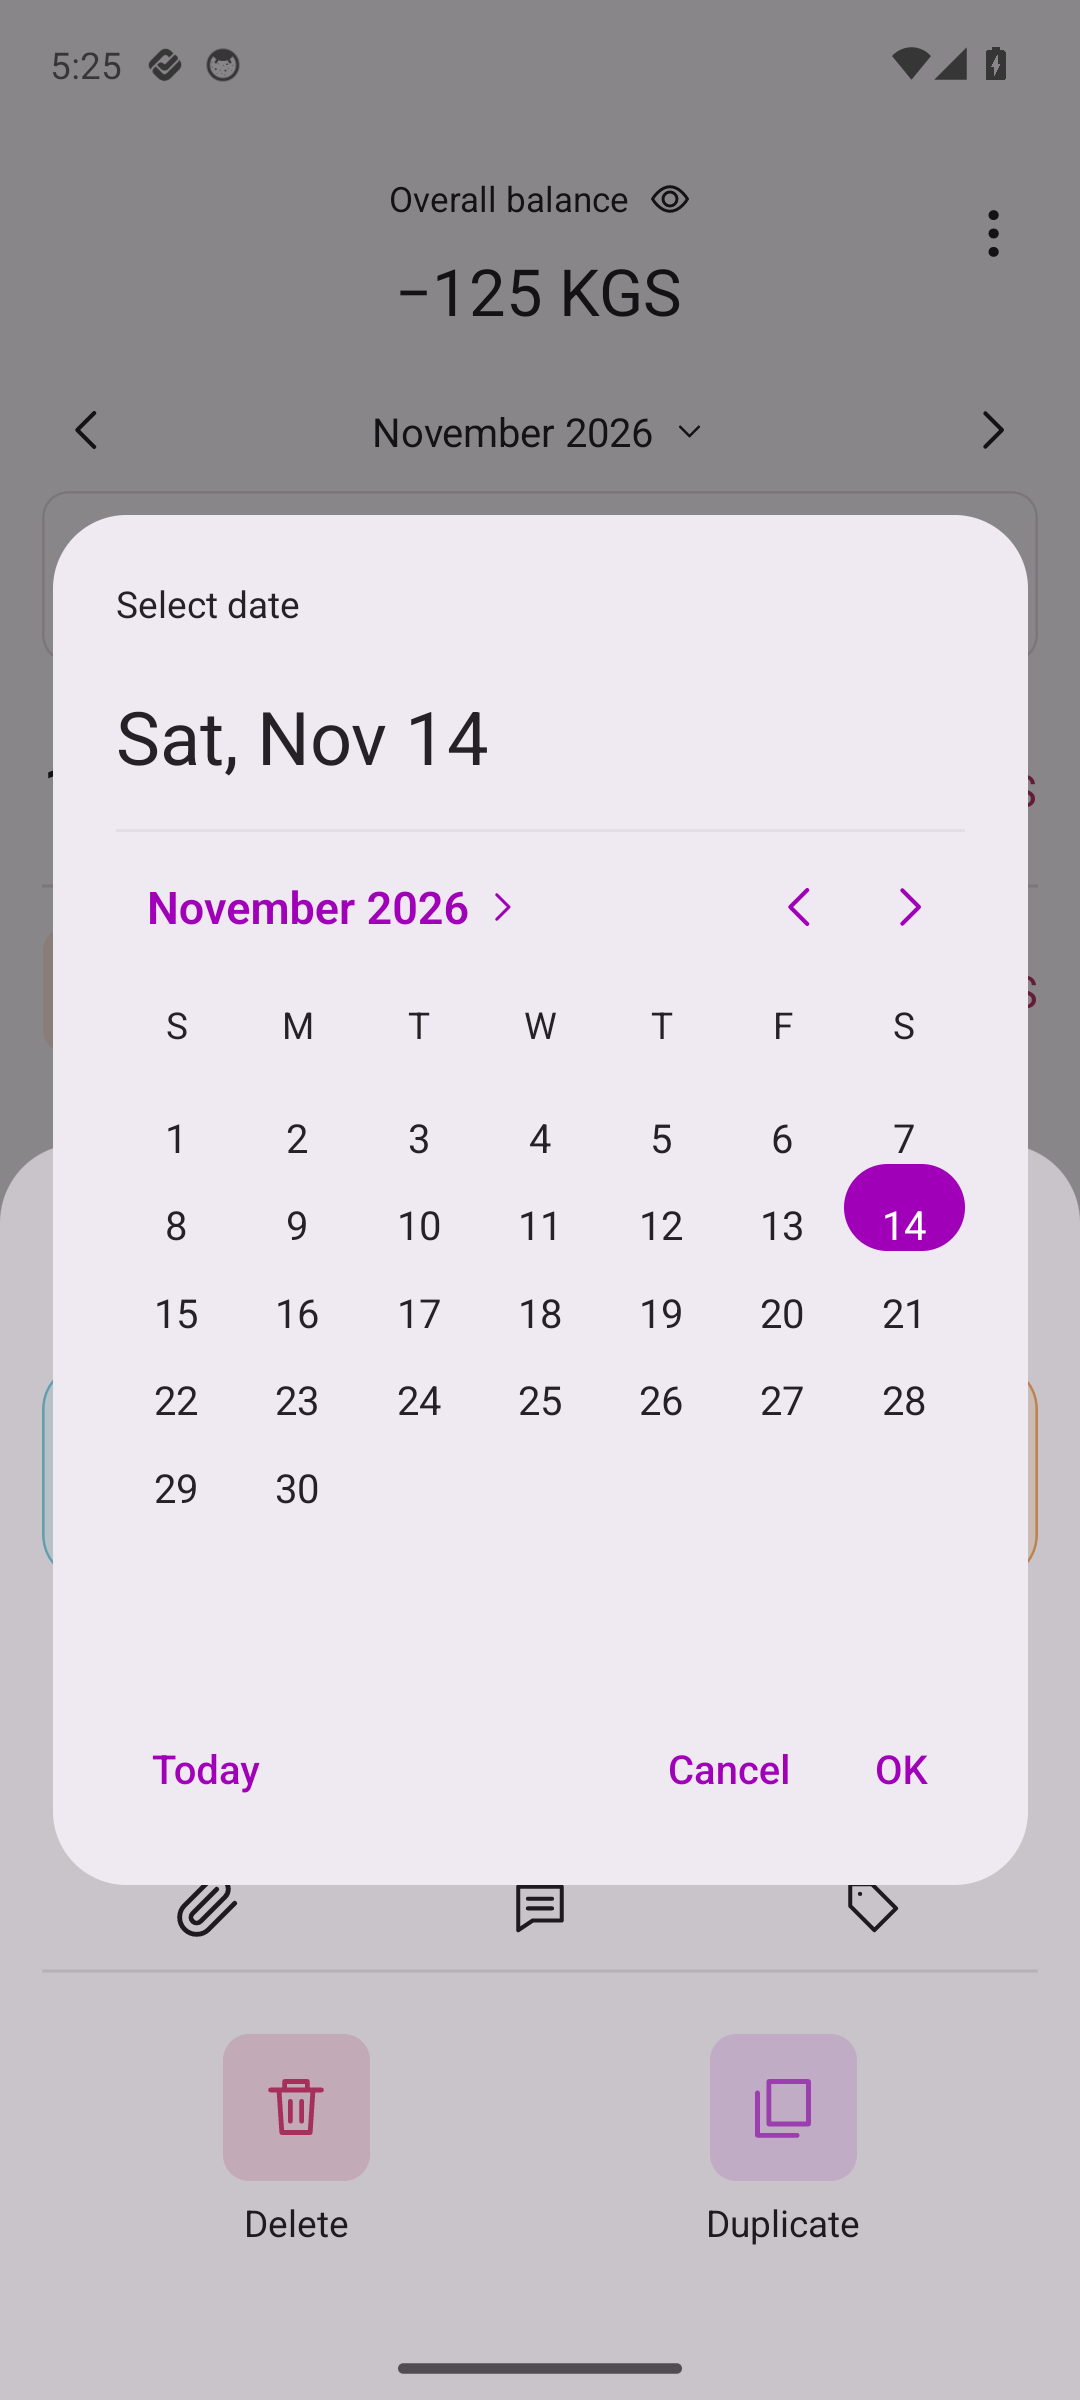 5:25
Overall balance
−125 KGS
November 2026
Select date
Sat, Nov 14
November 2026
S M T W T F S
1 2 3 4 5 6 7
8 9 10 11 12 13 14
15 16 17 18 19 20 21
22 23 24 25 26 27 28
29 30
Today Cancel OK
Delete Duplicate